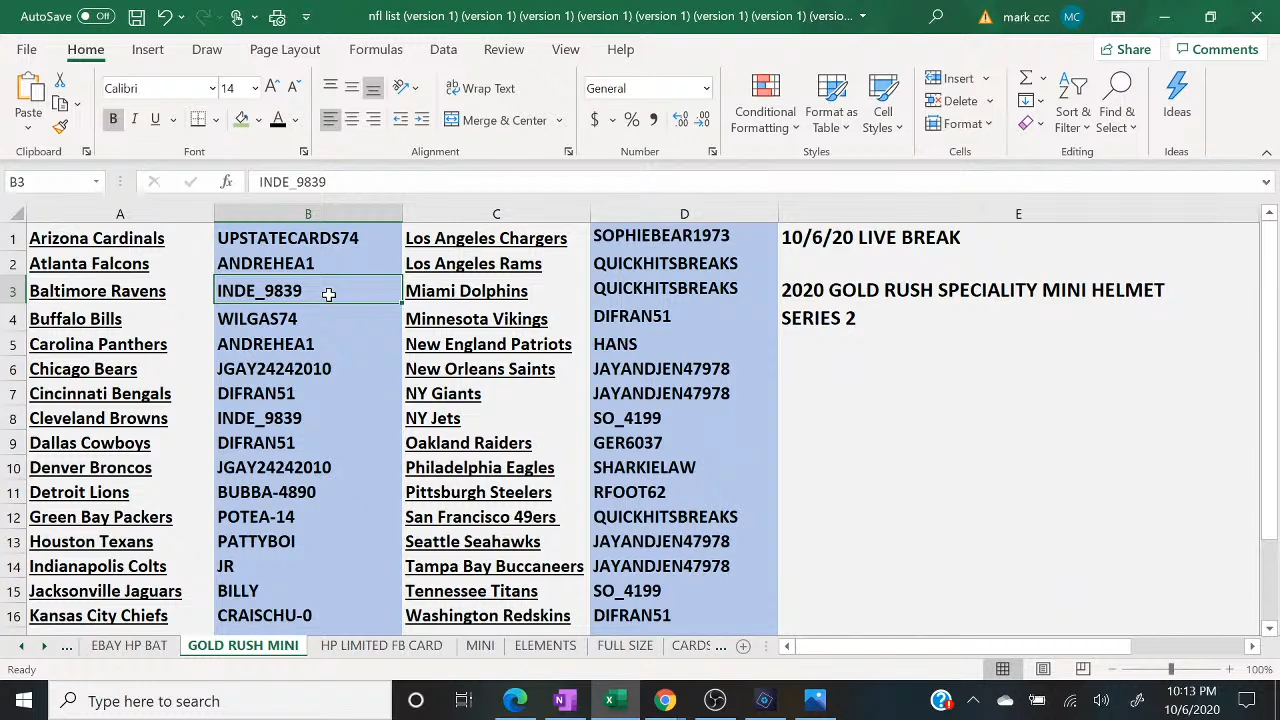 AutoSave Off nfl list (version 1) (version 1) (version 1) (version 1) (version 1) (version 1) (versio... mark ccc MC
File Home Insert Draw Page Layout Formulas Data Review View Help Share Comments
Paste Calibri 14 Wrap Text General Conditional Formatting Format as Table Cell Styles Insert Sort & Filter Find & Select Ideas
B I U Merge & Center $ % Delete
Format
Clipboard Font Alignment Number Styles Cells Editing Ideas
B3 fx INDE_9839
A B C D E
1 Arizona Cardinals UPSTATECARDS74 Los Angeles Chargers SOPHIEBEAR1973 10/6/20 LIVE BREAK
2 Atlanta Falcons ANDREHEA1 Los Angeles Rams QUICKHITSBREAKS
3 Baltimore Ravens INDE_9839 Miami Dolphins QUICKHITSBREAKS 2020 GOLD RUSH SPECIALITY MINI HELMET
4 Buffalo Bills WILGAS74 Minnesota Vikings DIFRAN51 SERIES 2
5 Carolina Panthers ANDREHEA1 New England Patriots HANS
6 Chicago Bears JGAY24242010 New Orleans Saints JAYANDJEN47978
7 Cincinnati Bengals DIFRAN51 NY Giants JAYANDJEN47978
8 Cleveland Browns INDE_9839 NY Jets SO_4199
9 Dallas Cowboys DIFRAN51 Oakland Raiders GER6037
10 Denver Broncos JGAY24242010 Philadelphia Eagles SHARKIELAW
11 Detroit Lions BUBBA-4890 Pittsburgh Steelers RFOOT62
12 Green Bay Packers POTEA-14 San Francisco 49ers QUICKHITSBREAKS
13 Houston Texans PATTYBOI Seattle Seahawks JAYANDJEN47978
14 Indianapolis Colts JR Tampa Bay Buccaneers JAYANDJEN47978
15 Jacksonville Jaguars BILLY Tennessee Titans SO_4199
16 Kansas City Chiefs CRAISCHU-0 Washington Redskins DIFRAN51
... EBAY HP BAT GOLD RUSH MINI HP LIMITED FB CARD MINI ELEMENTS FULL SIZE CARDS ...
Ready 100%
Type here to search 10:13 PM
10/6/2020